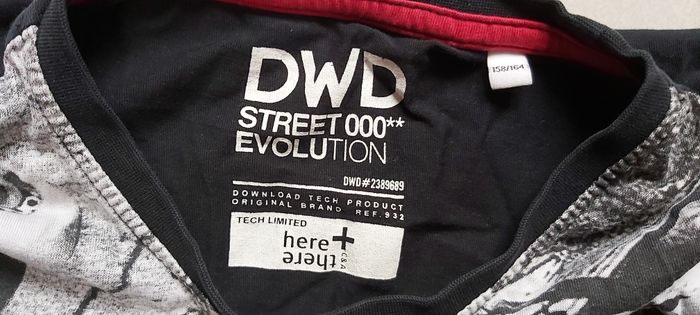 DWD
STREET 000**
EVOLUTION
158/164
DWD#2389689
DOWNLOAD TECH PRODUCT
ORIGINAL BRAND REF.932
TECH LIMITED
here+
there
C&A